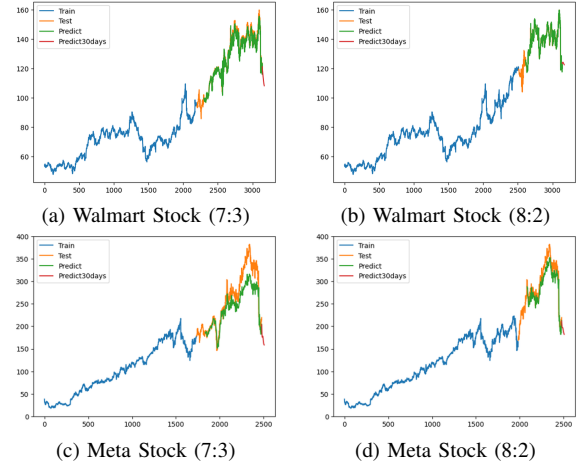 160
140
120
100
80
60
Train
Test
Predict
Predict30days
0 500 1000 1500 2000 2500 3000
(a) Walmart Stock (7:3)
160
140
120
100
80
60
Train
Test
Predict
Predict30days
0 500 1000 1500 2000 2500 3000
(b) Walmart Stock (8:2)
400
350
300
250
200
150
100
50
0
Train
Test
Predict
Predict30days
0 500 1000 1500 2000 2500
(c) Meta Stock (7:3)
400
350
300
250
200
150
100
50
0
Train
Test
Predict
Predict30days
0 500 1000 1500 2000 2500
(d) Meta Stock (8:2)